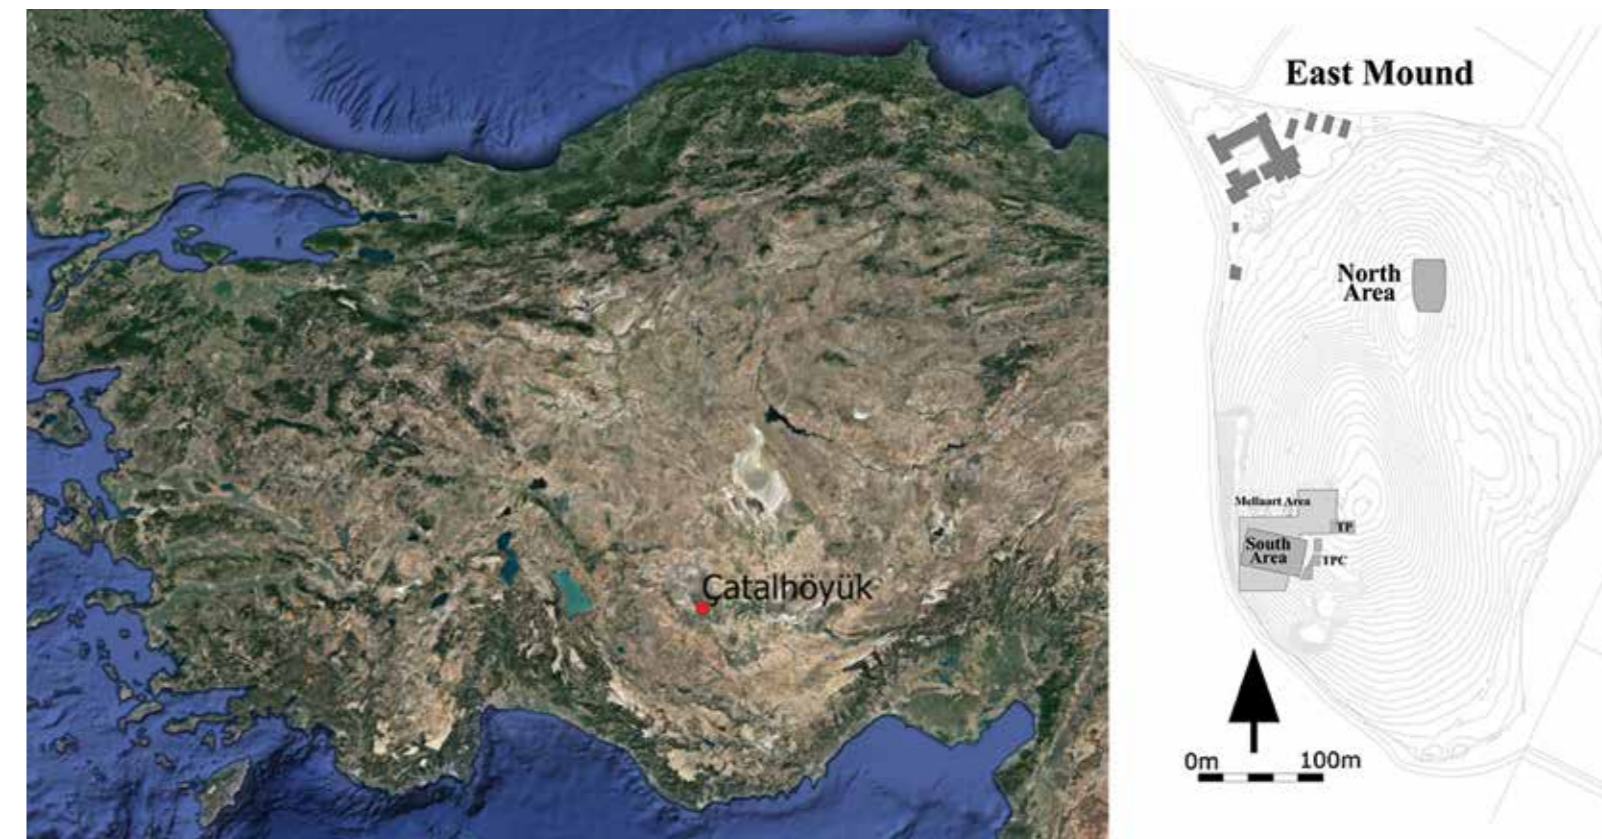 Çatalhöyük
East Mound
North
Area
Mellaart Area
TP
South
Area
TPC
0m 100m